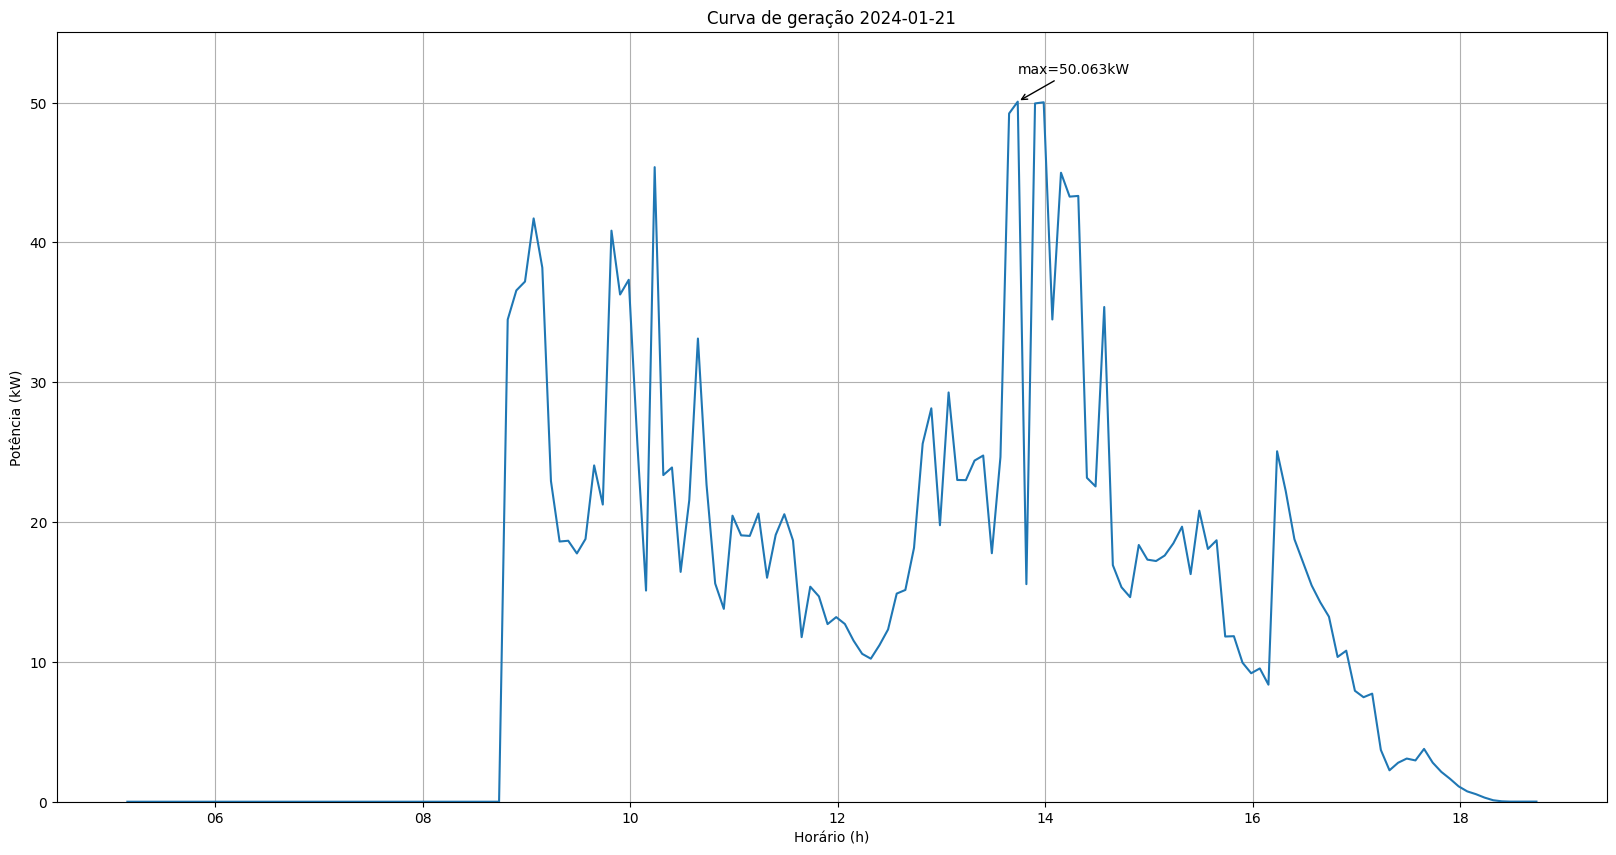 Curva de geração 2024-01-21
max=50.063kW
50
40
30
20
10
0
Potência (kW)
06 08 10 12 14 16 18
Horário (h)